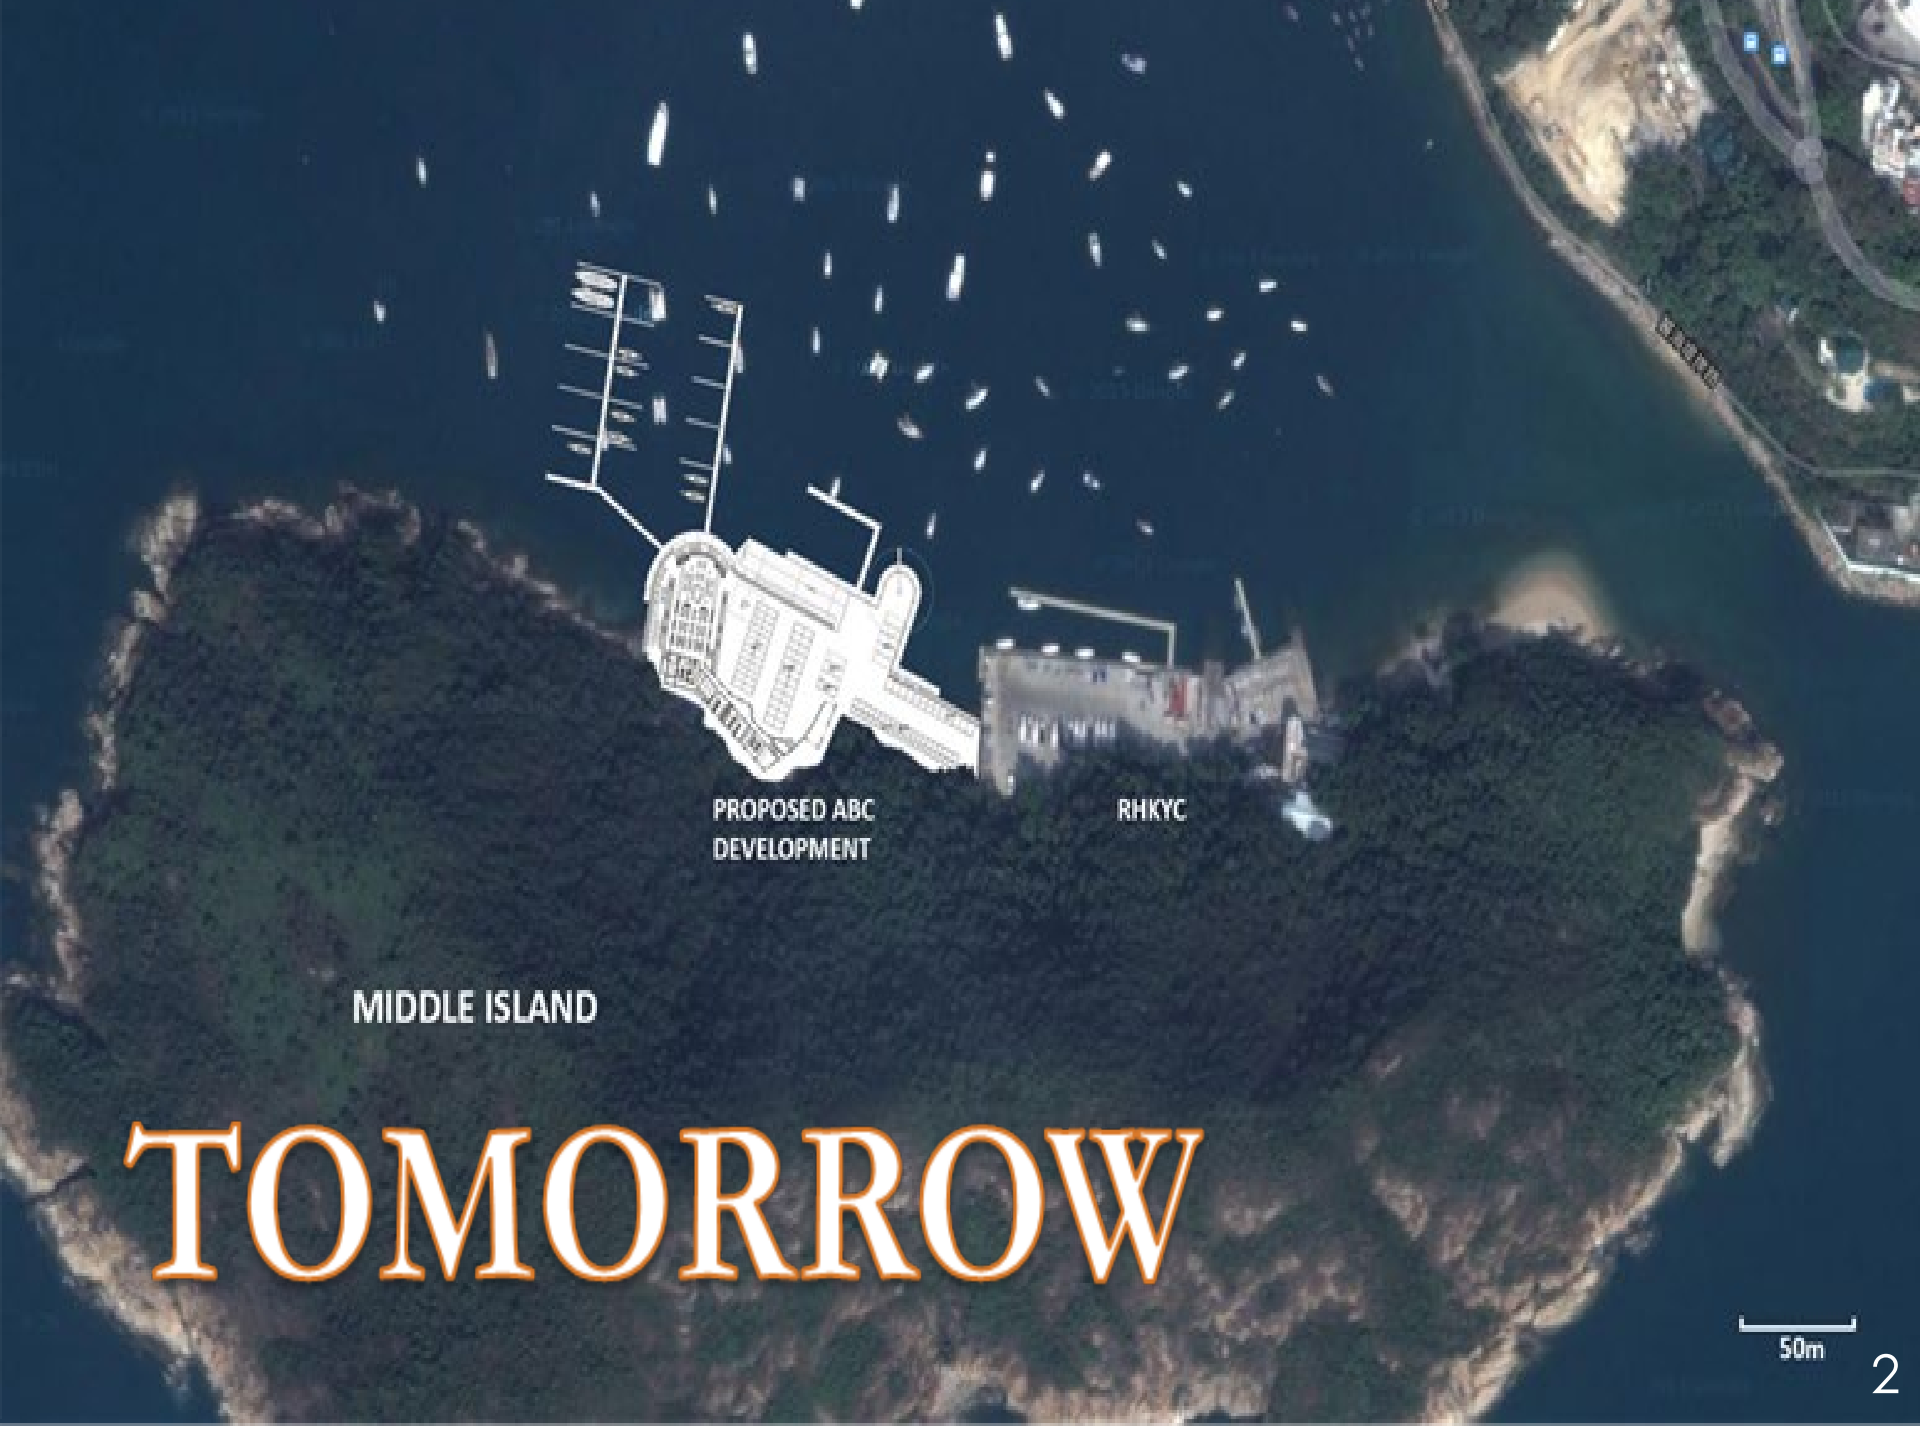 PROPOSED ABC
DEVELOPMENT
RHKYC
MIDDLE ISLAND
TOMORROW
50m
2